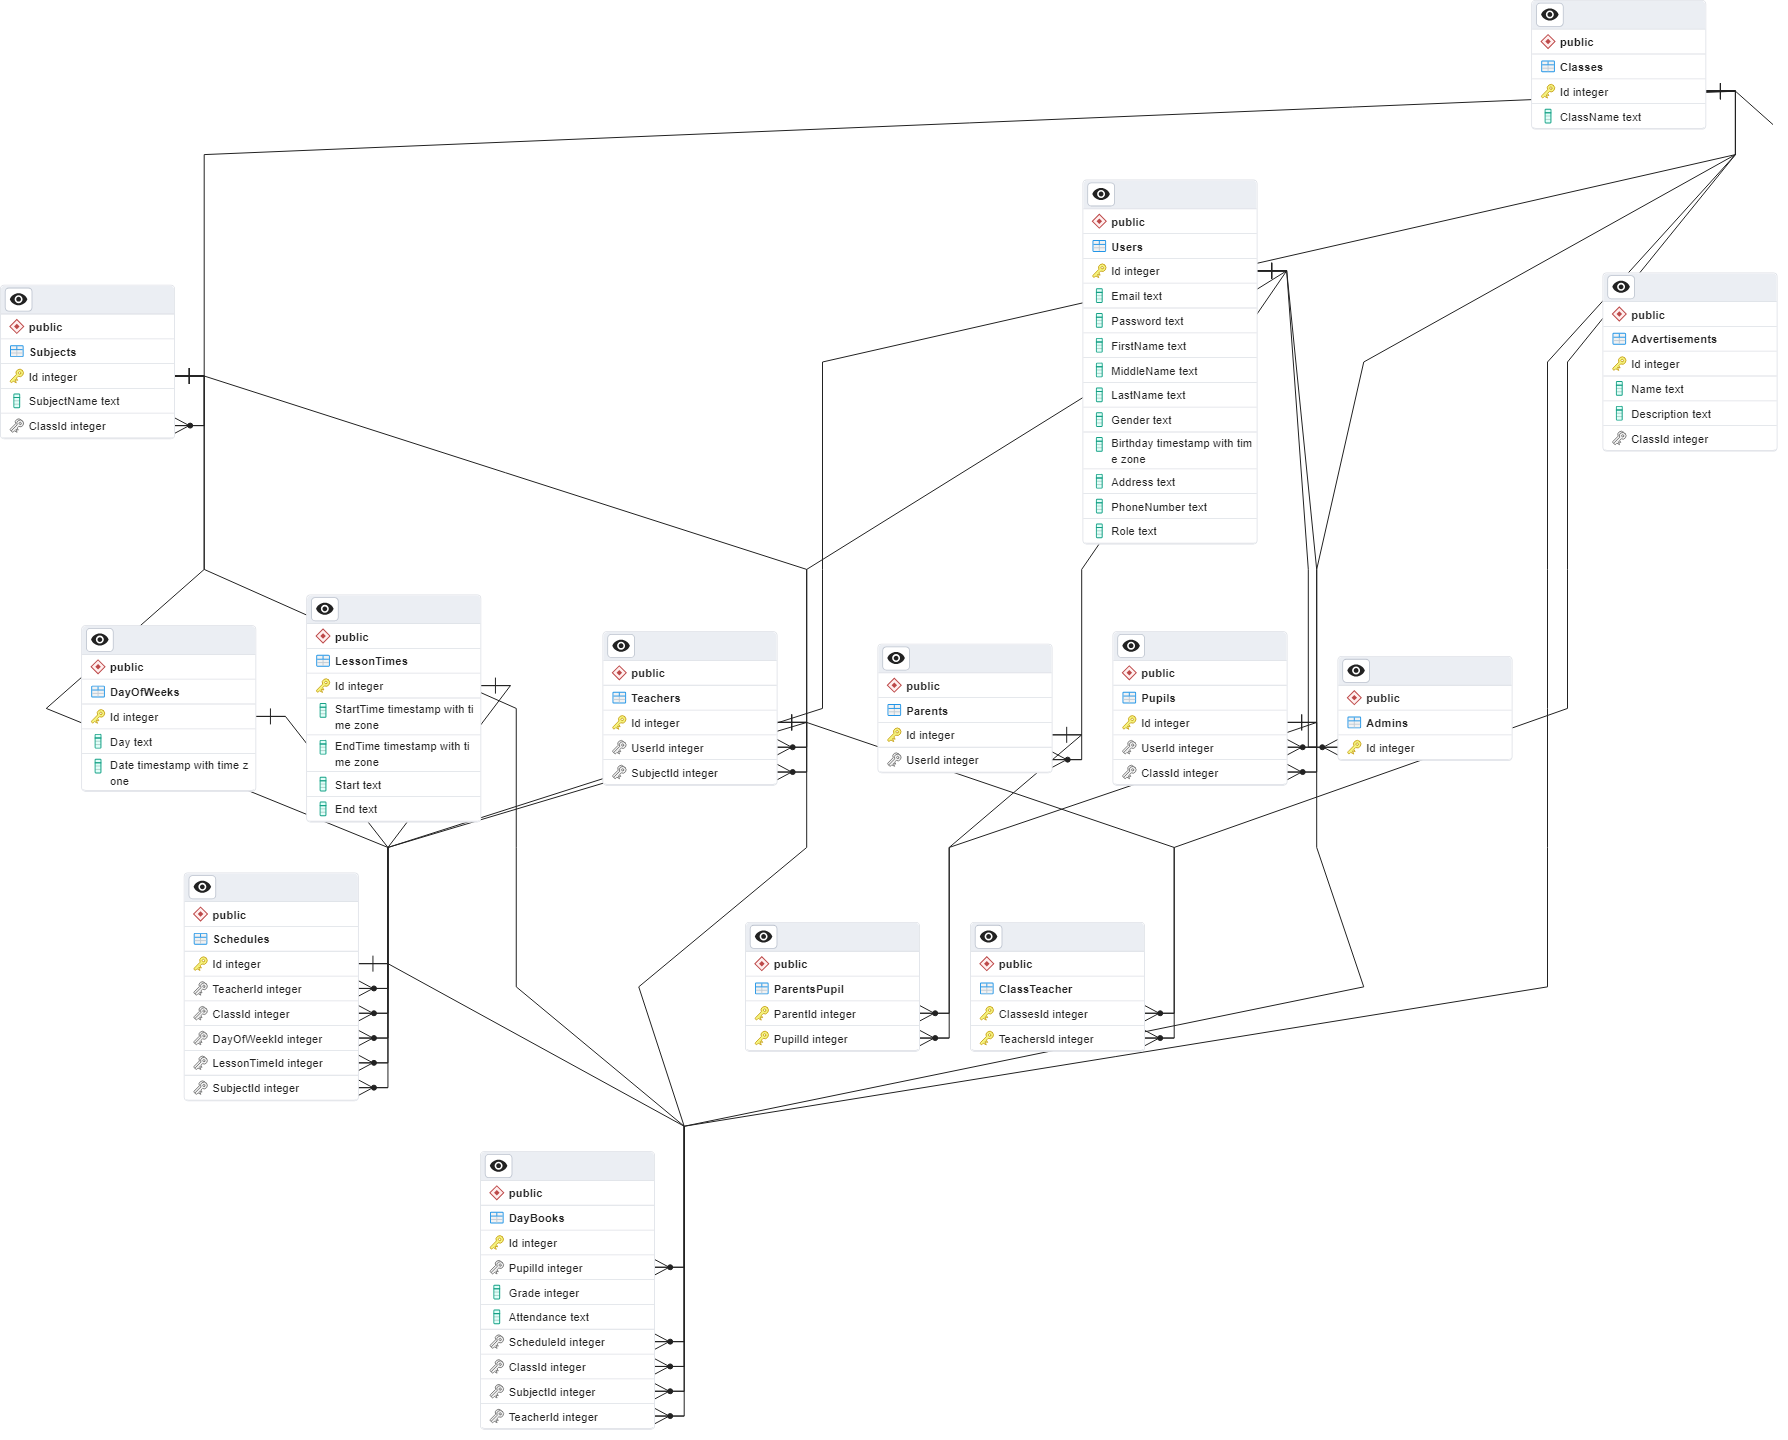 public
Classes
Id integer
ClassName text
public
Users
Id integer
Email text
Password text
FirstName text
MiddleName text
LastName text
Gender text
Birthday timestamp with tim
e zone
Address text
PhoneNumber text
Role text
public
Subjects
Id integer
SubjectName text
ClassId integer
public
Advertisements
Id integer
Name text
Description text
ClassId integer
public
DayOfWeeks
Id integer
Day text
Date timestamp with time z
one
public
LessonTimes
Id integer
StartTime timestamp with ti
me zone
EndTime timestamp with ti
me zone
Start text
End text
public
Teachers
Id integer
UserId integer
SubjectId integer
public
Parents
Id integer
UserId integer
public
Pupils
Id integer
UserId integer
ClassId integer
public
Admins
Id integer
public
Schedules
Id integer
TeacherId integer
ClassId integer
DayOfWeekId integer
LessonTimeId integer
SubjectId integer
public
ParentsPupil
ParentId integer
PupilId integer
public
ClassTeacher
ClassesId integer
TeachersId integer
public
DayBooks
Id integer
PupilId integer
Grade integer
Attendance text
ScheduleId integer
ClassId integer
SubjectId integer
TeacherId integer